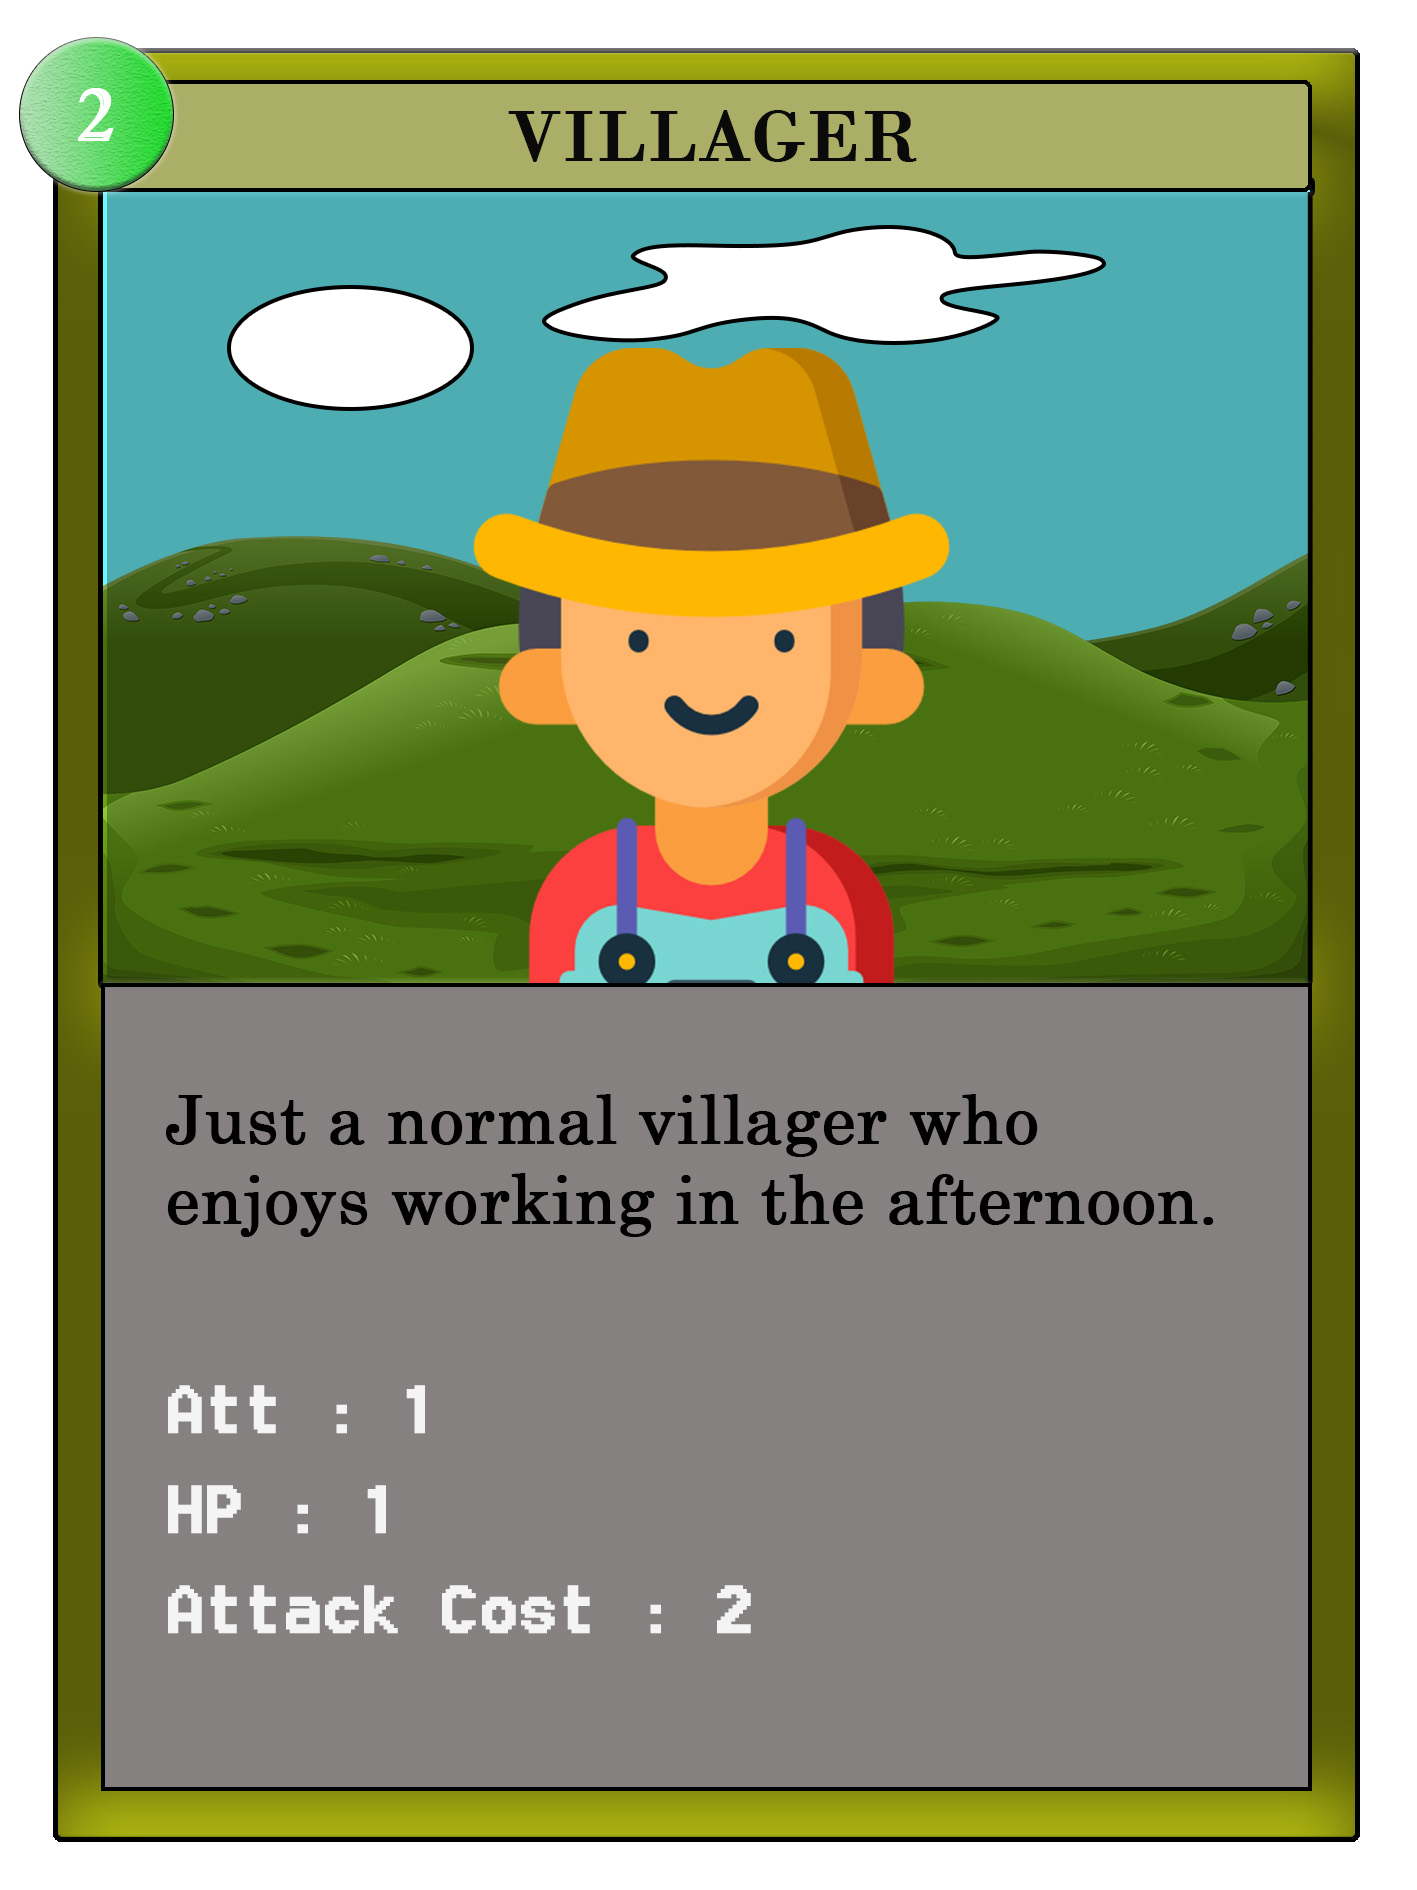 2
VILLAGER
Just a normal villager who
enjoys working in the afternoon.
Att : 1
HP : 1
Attack Cost : 2